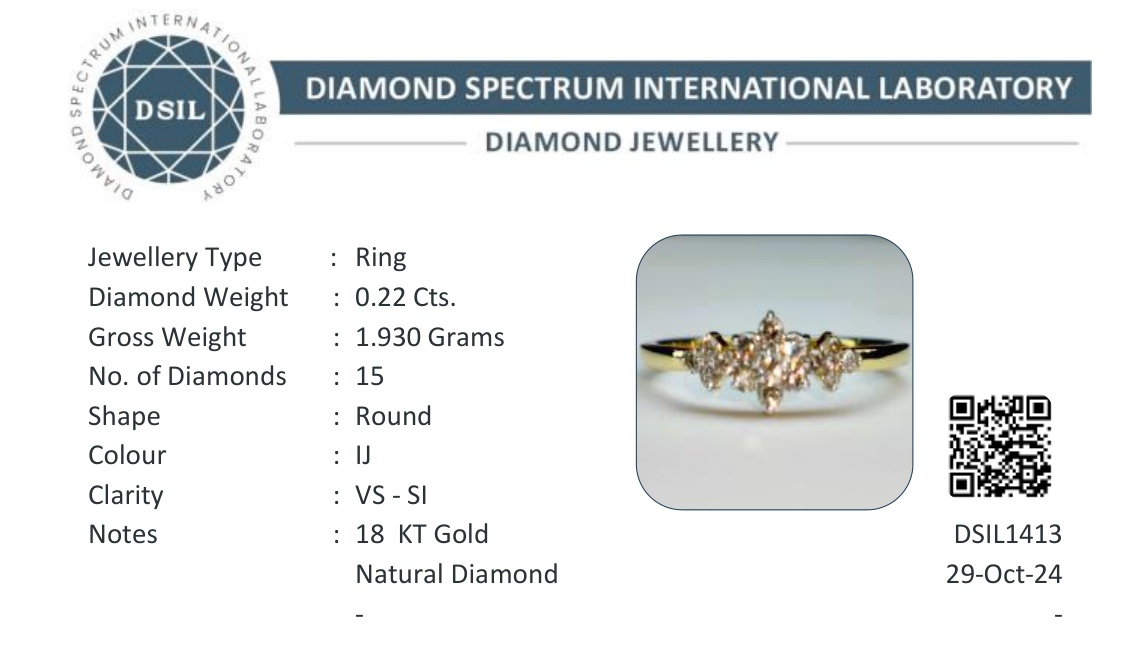 DIAMOND SPECTRUM INTERNATIONAL LABORATORY
DSIL
DIAMOND SPECTRUM INTERNATIONAL LABORATORY
DIAMOND JEWELLERY
Jewellery Type : Ring
Diamond Weight : 0.22 Cts.
Gross Weight : 1.930 Grams
No. of Diamonds : 15
Shape : Round
Colour : IJ
Clarity : VS - SI
Notes : 18 KT Gold
Natural Diamond
-
DSIL1413
29-Oct-24
-